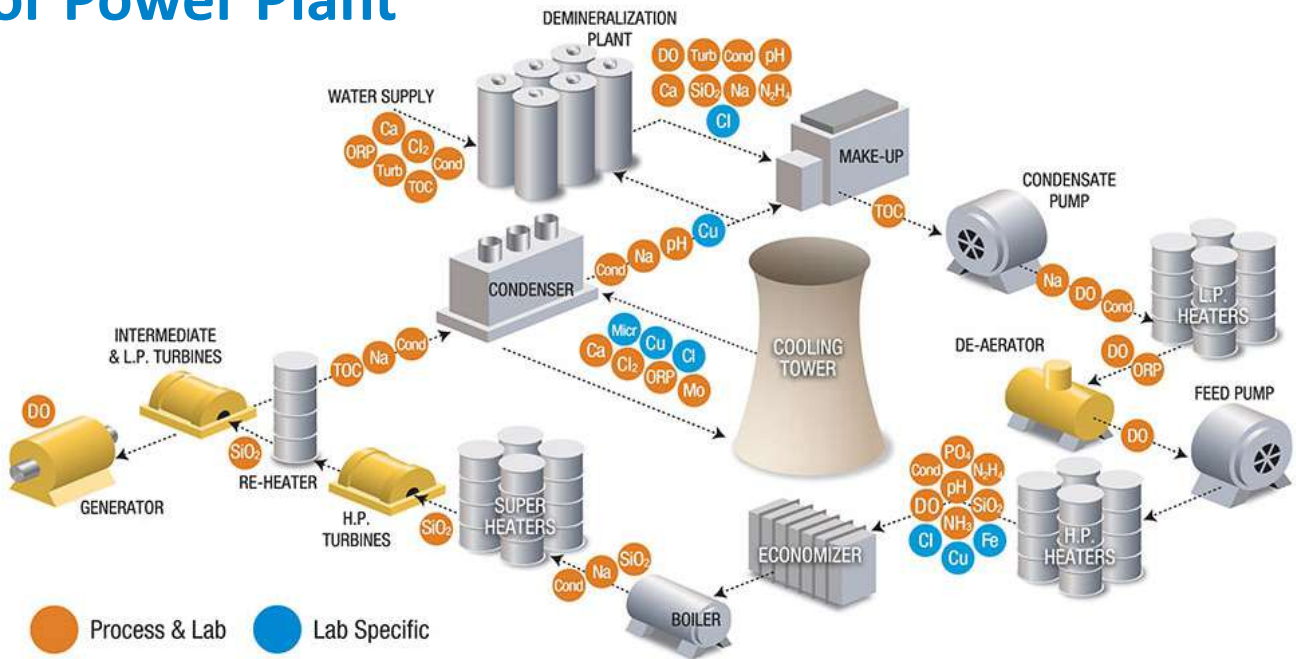 or Power Plant
DEMINERALIZATION
PLANT
DO Turb Cond pH
Ca SiO₂ Na N₂H₄
Cl
WATER SUPPLY
Ca
Cl₂
ORP
Cond
Turb
TOC
MAKE-UP
TOC
CONDENSATE
PUMP
Na
DO
Cond
L.P.
HEATERS
CONDENSER
Cond
Na
pH
Cu
COOLING
TOWER
Micr
Cu
Cl
Ca
Cl₂
ORP
Mo
DE-AERATOR
DO
ORP
DO
FEED PUMP
INTERMEDIATE
& L.P. TURBINES
TOC
Na
Cond
DO
GENERATOR
SiO₂
RE-HEATER
H.P.
TURBINES
SiO₂
SUPER
HEATERS
Cond
Na
SiO₂
BOILER
ECONOMIZER
PO₄
Cond
N₂H₄
pH
DO
SiO₂
NH₃
Cl
Fe
Cu
H.P.
HEATERS
Process & Lab
Lab Specific